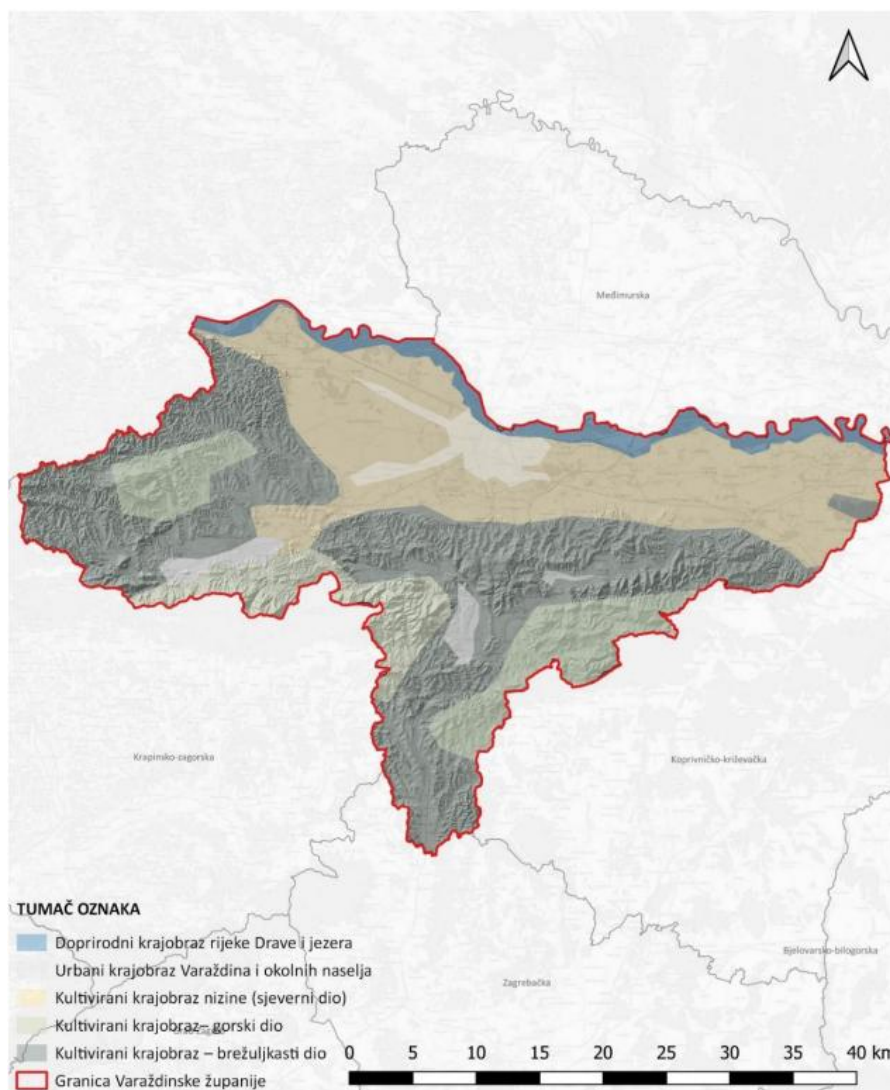 Međimurska
Krapinsko-zagorska
Koprivničko-križevačka
TUMAČ OZNAKA
Doprirodni krajobraz rijeke Drave i jezera
Urbani krajobraz Varaždina i okolnih naselja
Bjelovarsko-bilogorska
Kultivirani krajobraz nizine (sjeverni dio)
Zagrebačka
Kultivirani krajobraz– gorski dio
Kultivirani krajobraz – brežuljkasti dio
0 5 10 15 20 25 30 35 40 km
Granica Varaždinske županije